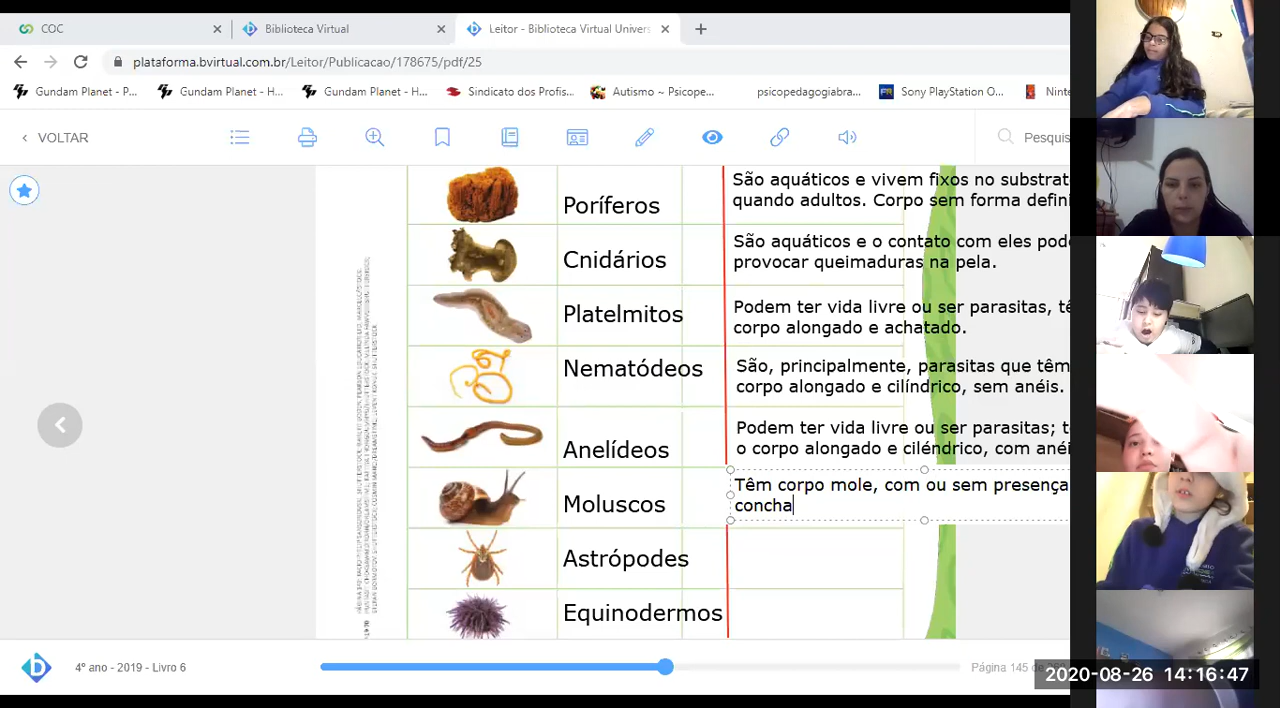 COC
Biblioteca Virtual
Leitor - Biblioteca Virtual Univers
plataforma.bvirtual.com.br/Leitor/Publicacao/178675/pdf/25
Gundam Planet - P...
Gundam Planet - H...
Gundam Planet - H...
Sindicato dos Profis...
Autismo ~ Psicope...
psicopedagogiabra...
Sony PlayStation O...
Ninte
VOLTAR
Pesquis
Poríferos
São aquáticos e vivem fixos no substrat
quando adultos. Corpo sem forma defini
Cnidários
São aquáticos e o contato com eles pod
provocar queimaduras na pela.
Platelmitos
Podem ter vida livre ou ser parasitas, tê
corpo alongado e achatado.
Nematódeos
São, principalmente, parasitas que têm
corpo alongado e cilíndrico, sem anéis.
Anelídeos
Podem ter vida livre ou ser parasitas; t
o corpo alongado e ciléndrico, com anéi
Moluscos
Têm corpo mole, com ou sem presença
concha
Astrópodes
Equinodermos
4º ano - 2019 - Livro 6
Página 145 de
2020-08-26 14:16:47